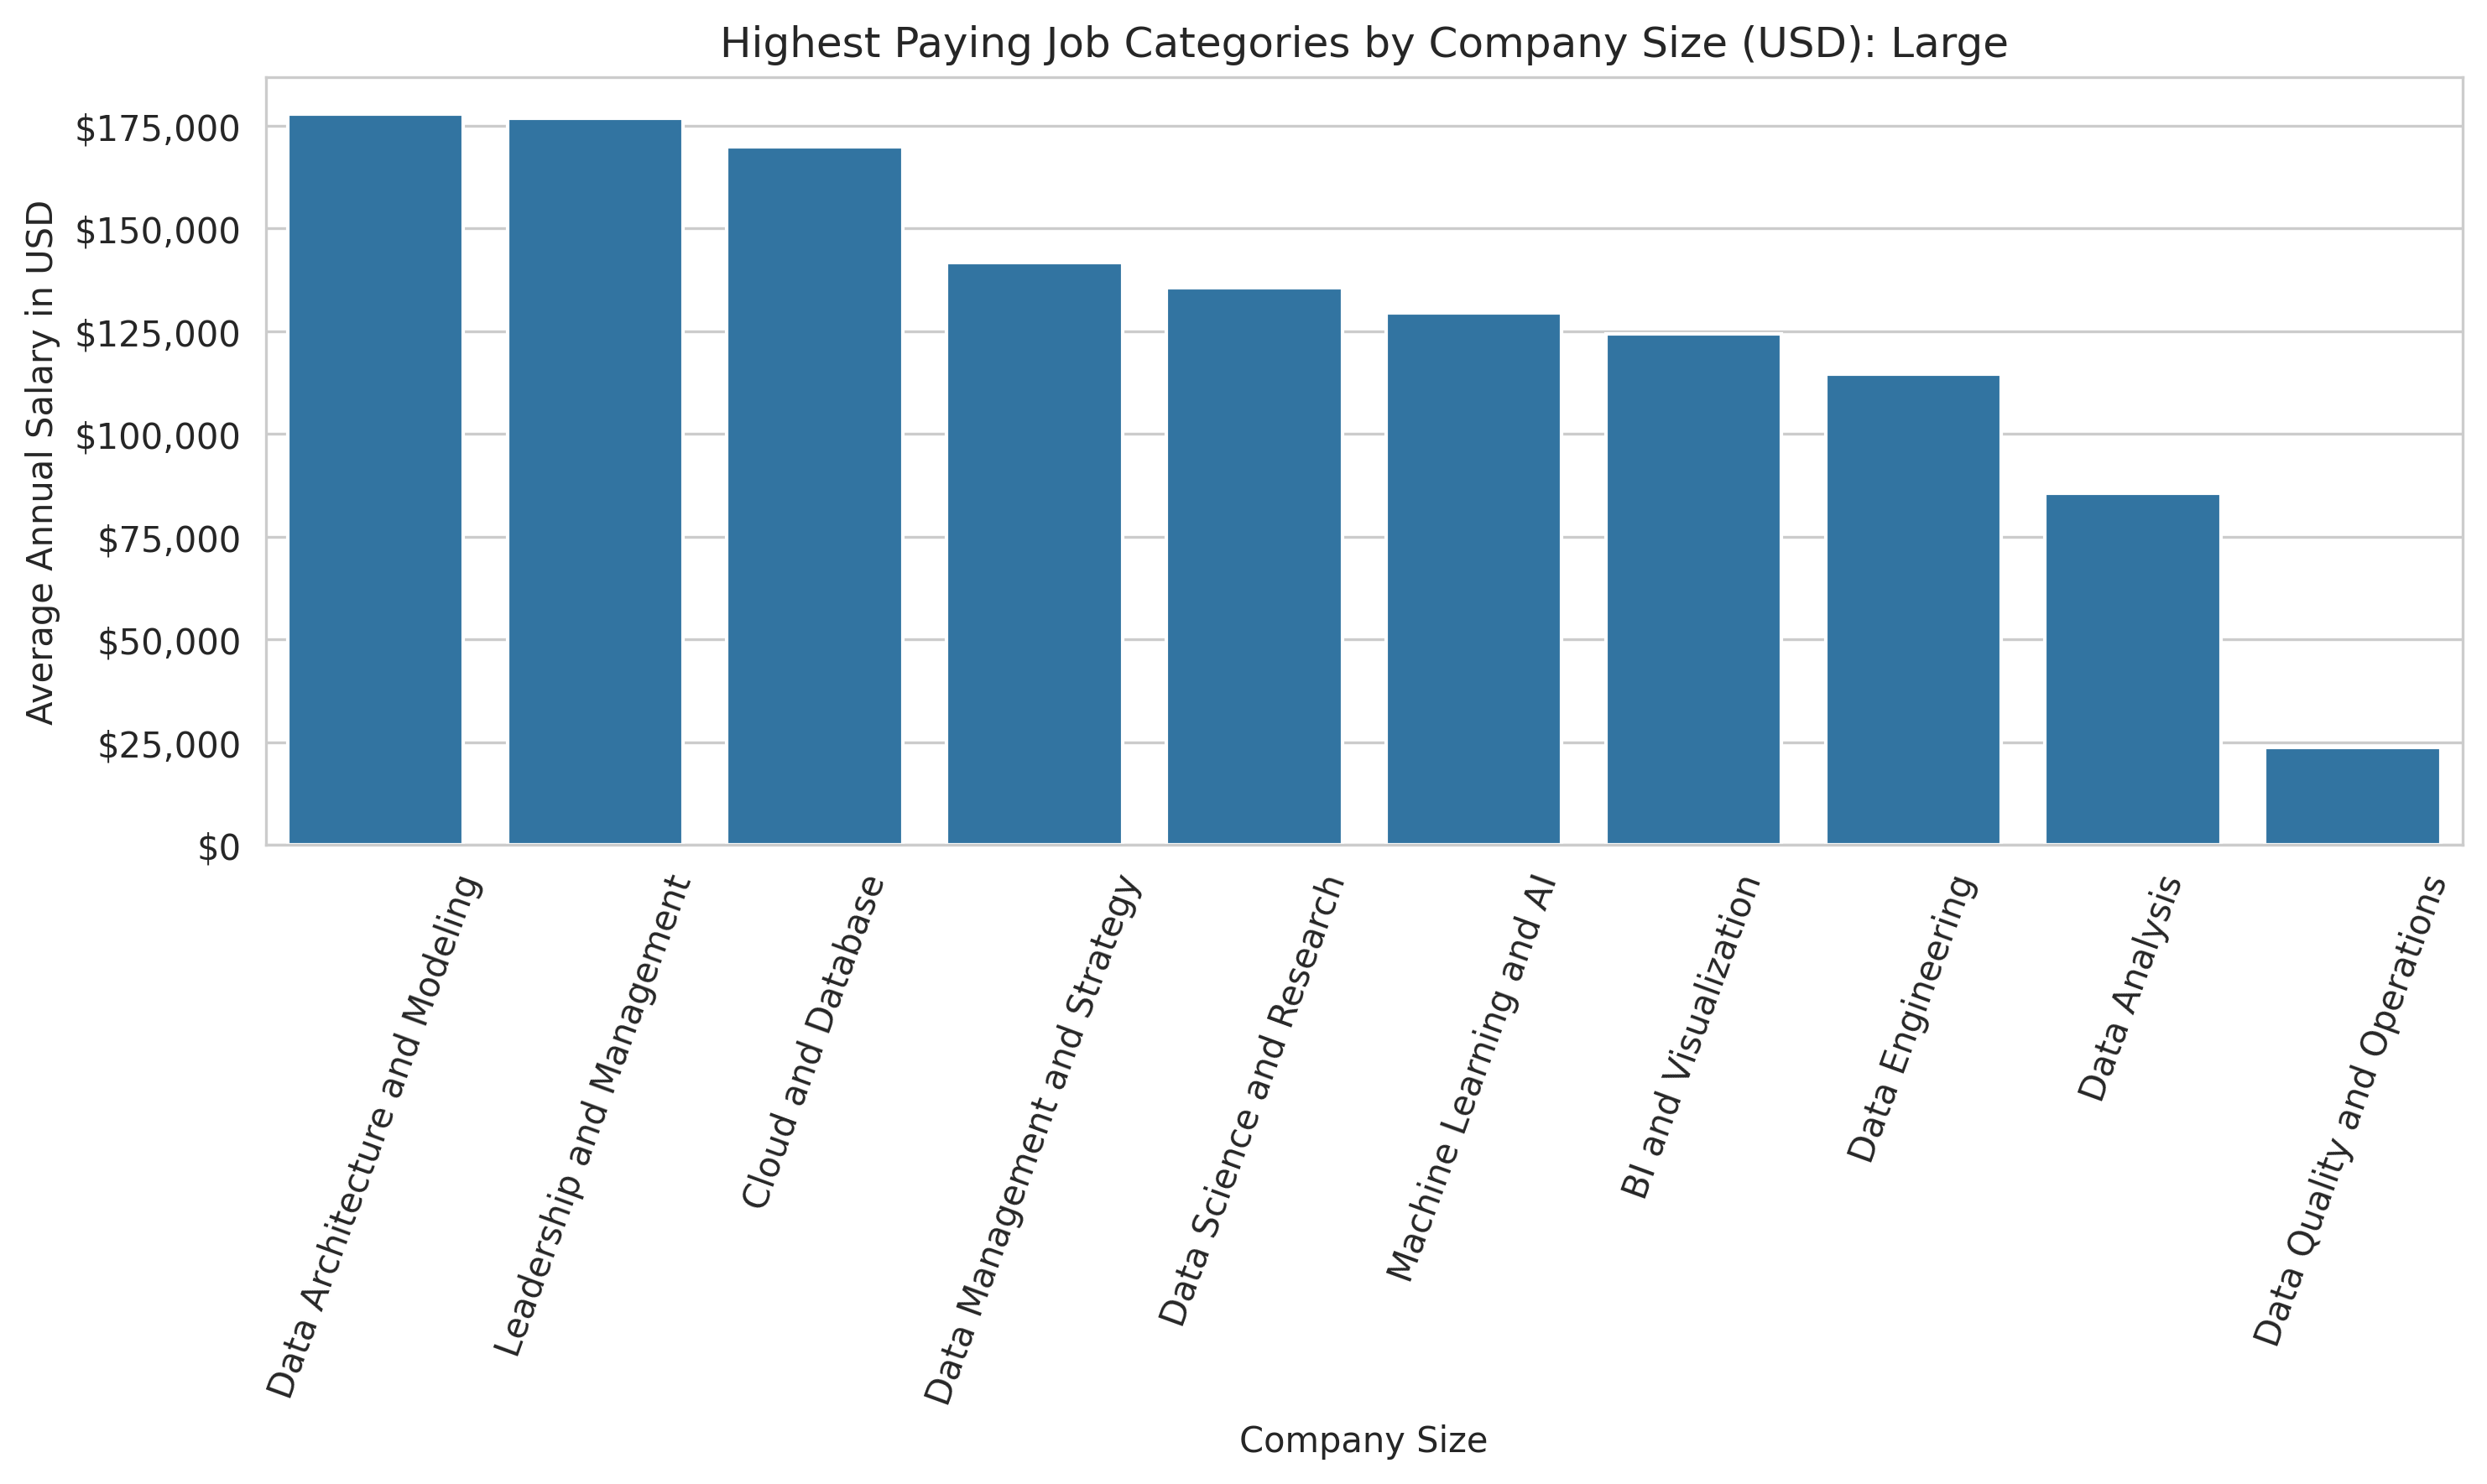 Highest Paying Job Categories by Company Size (USD): Large
Average Annual Salary in USD
$175,000
$150,000
$125,000
$100,000
$75,000
$50,000
$25,000
$0
Data Architecture and Modeling
Leadership and Management
Cloud and Database
Data Management and Strategy
Data Science and Research
Machine Learning and AI
BI and Visualization
Data Engineering
Data Analysis
Data Quality and Operations
Company Size